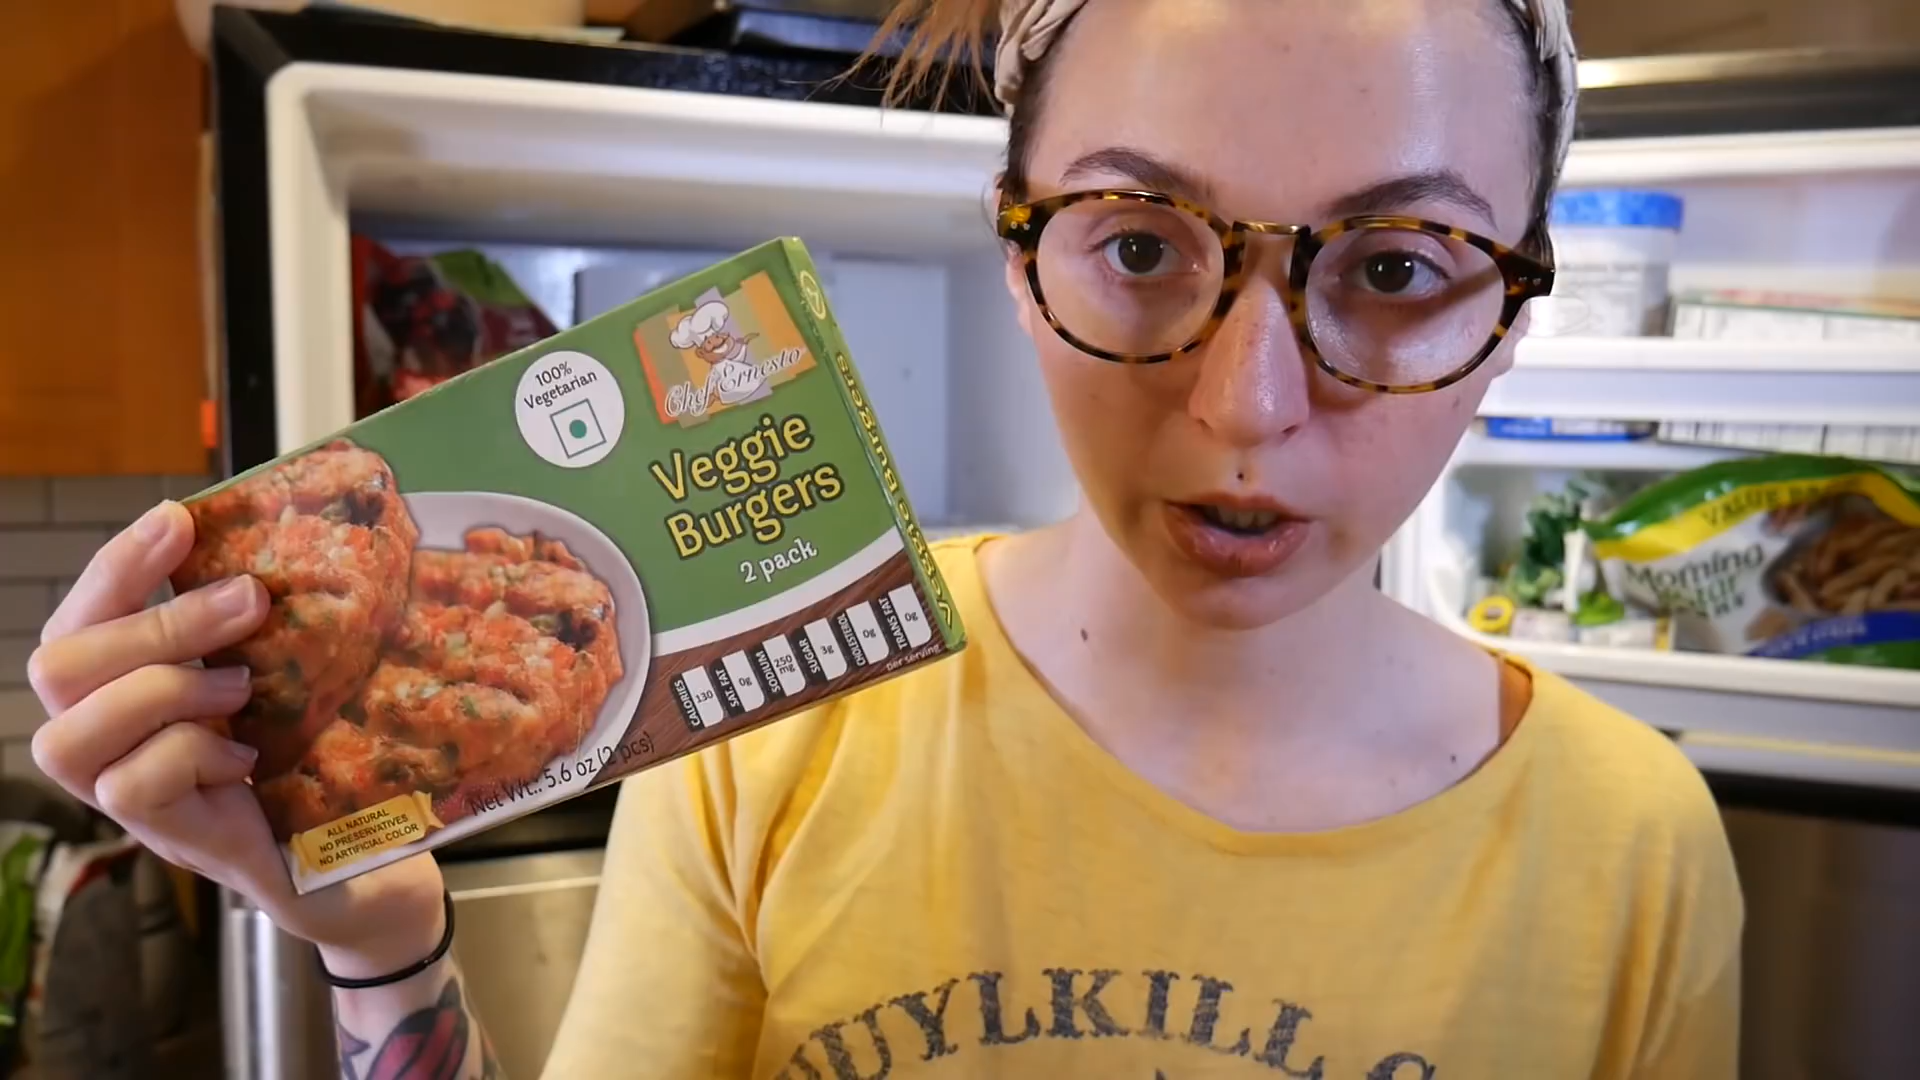 100%
Vegetarian
Chef Ernesto
Veggie
Burgers
2 pack
Veggie Burgers
CALORIES 130
SAT. FAT 0g
SODIUM 250 mg
SUGAR 3g
CHOLESTEROL 0g
TRANS FAT 0g
per serving
Net Wt.: 5.6 oz (2 pcs)
ALL NATURAL
NO PRESERVATIVES
NO ARTIFICIAL COLOR
VALUE
Morning
UYLKILL